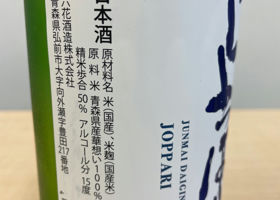 日本酒
原材料名 米(国産)、米麹(国産米)
原料米 青森県産華想い100%
精米歩合 50% アルコール分 15度
六花酒造株式会社
青森県弘前市大字向外瀬字豊田217番地
JUNMAI DAIGIN
JOPPARI